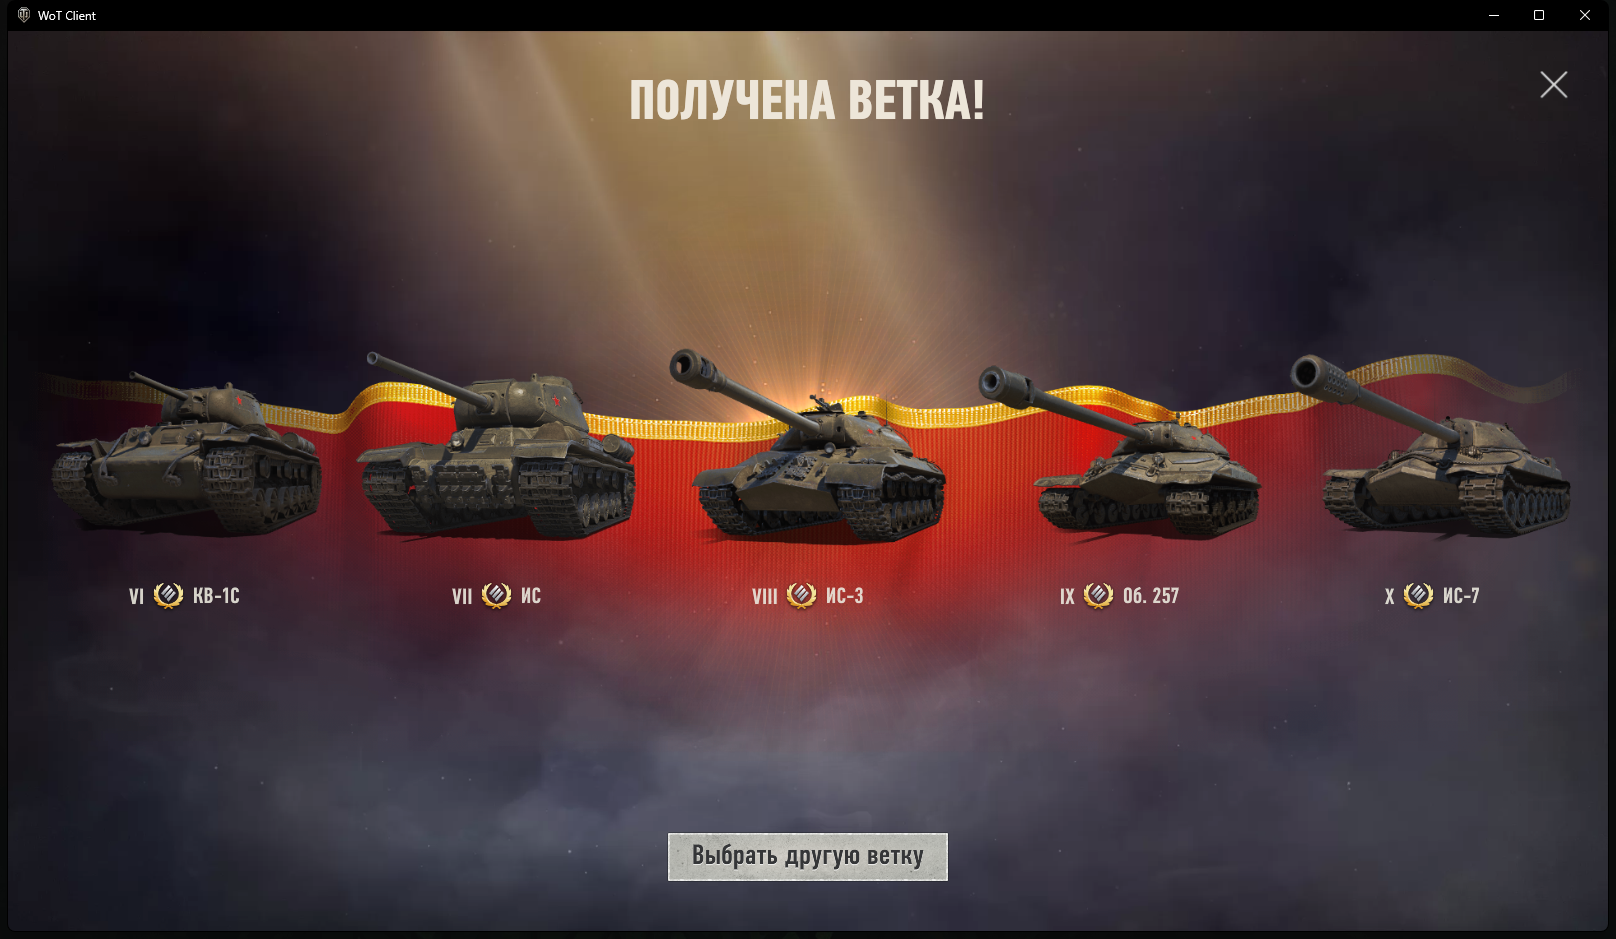 WoT Client
ПОЛУЧЕНА ВЕТКА!
VI КВ-1С
VII ИС
VIII ИС-3
IX Об. 257
X ИС-7
Выбрать другую ветку